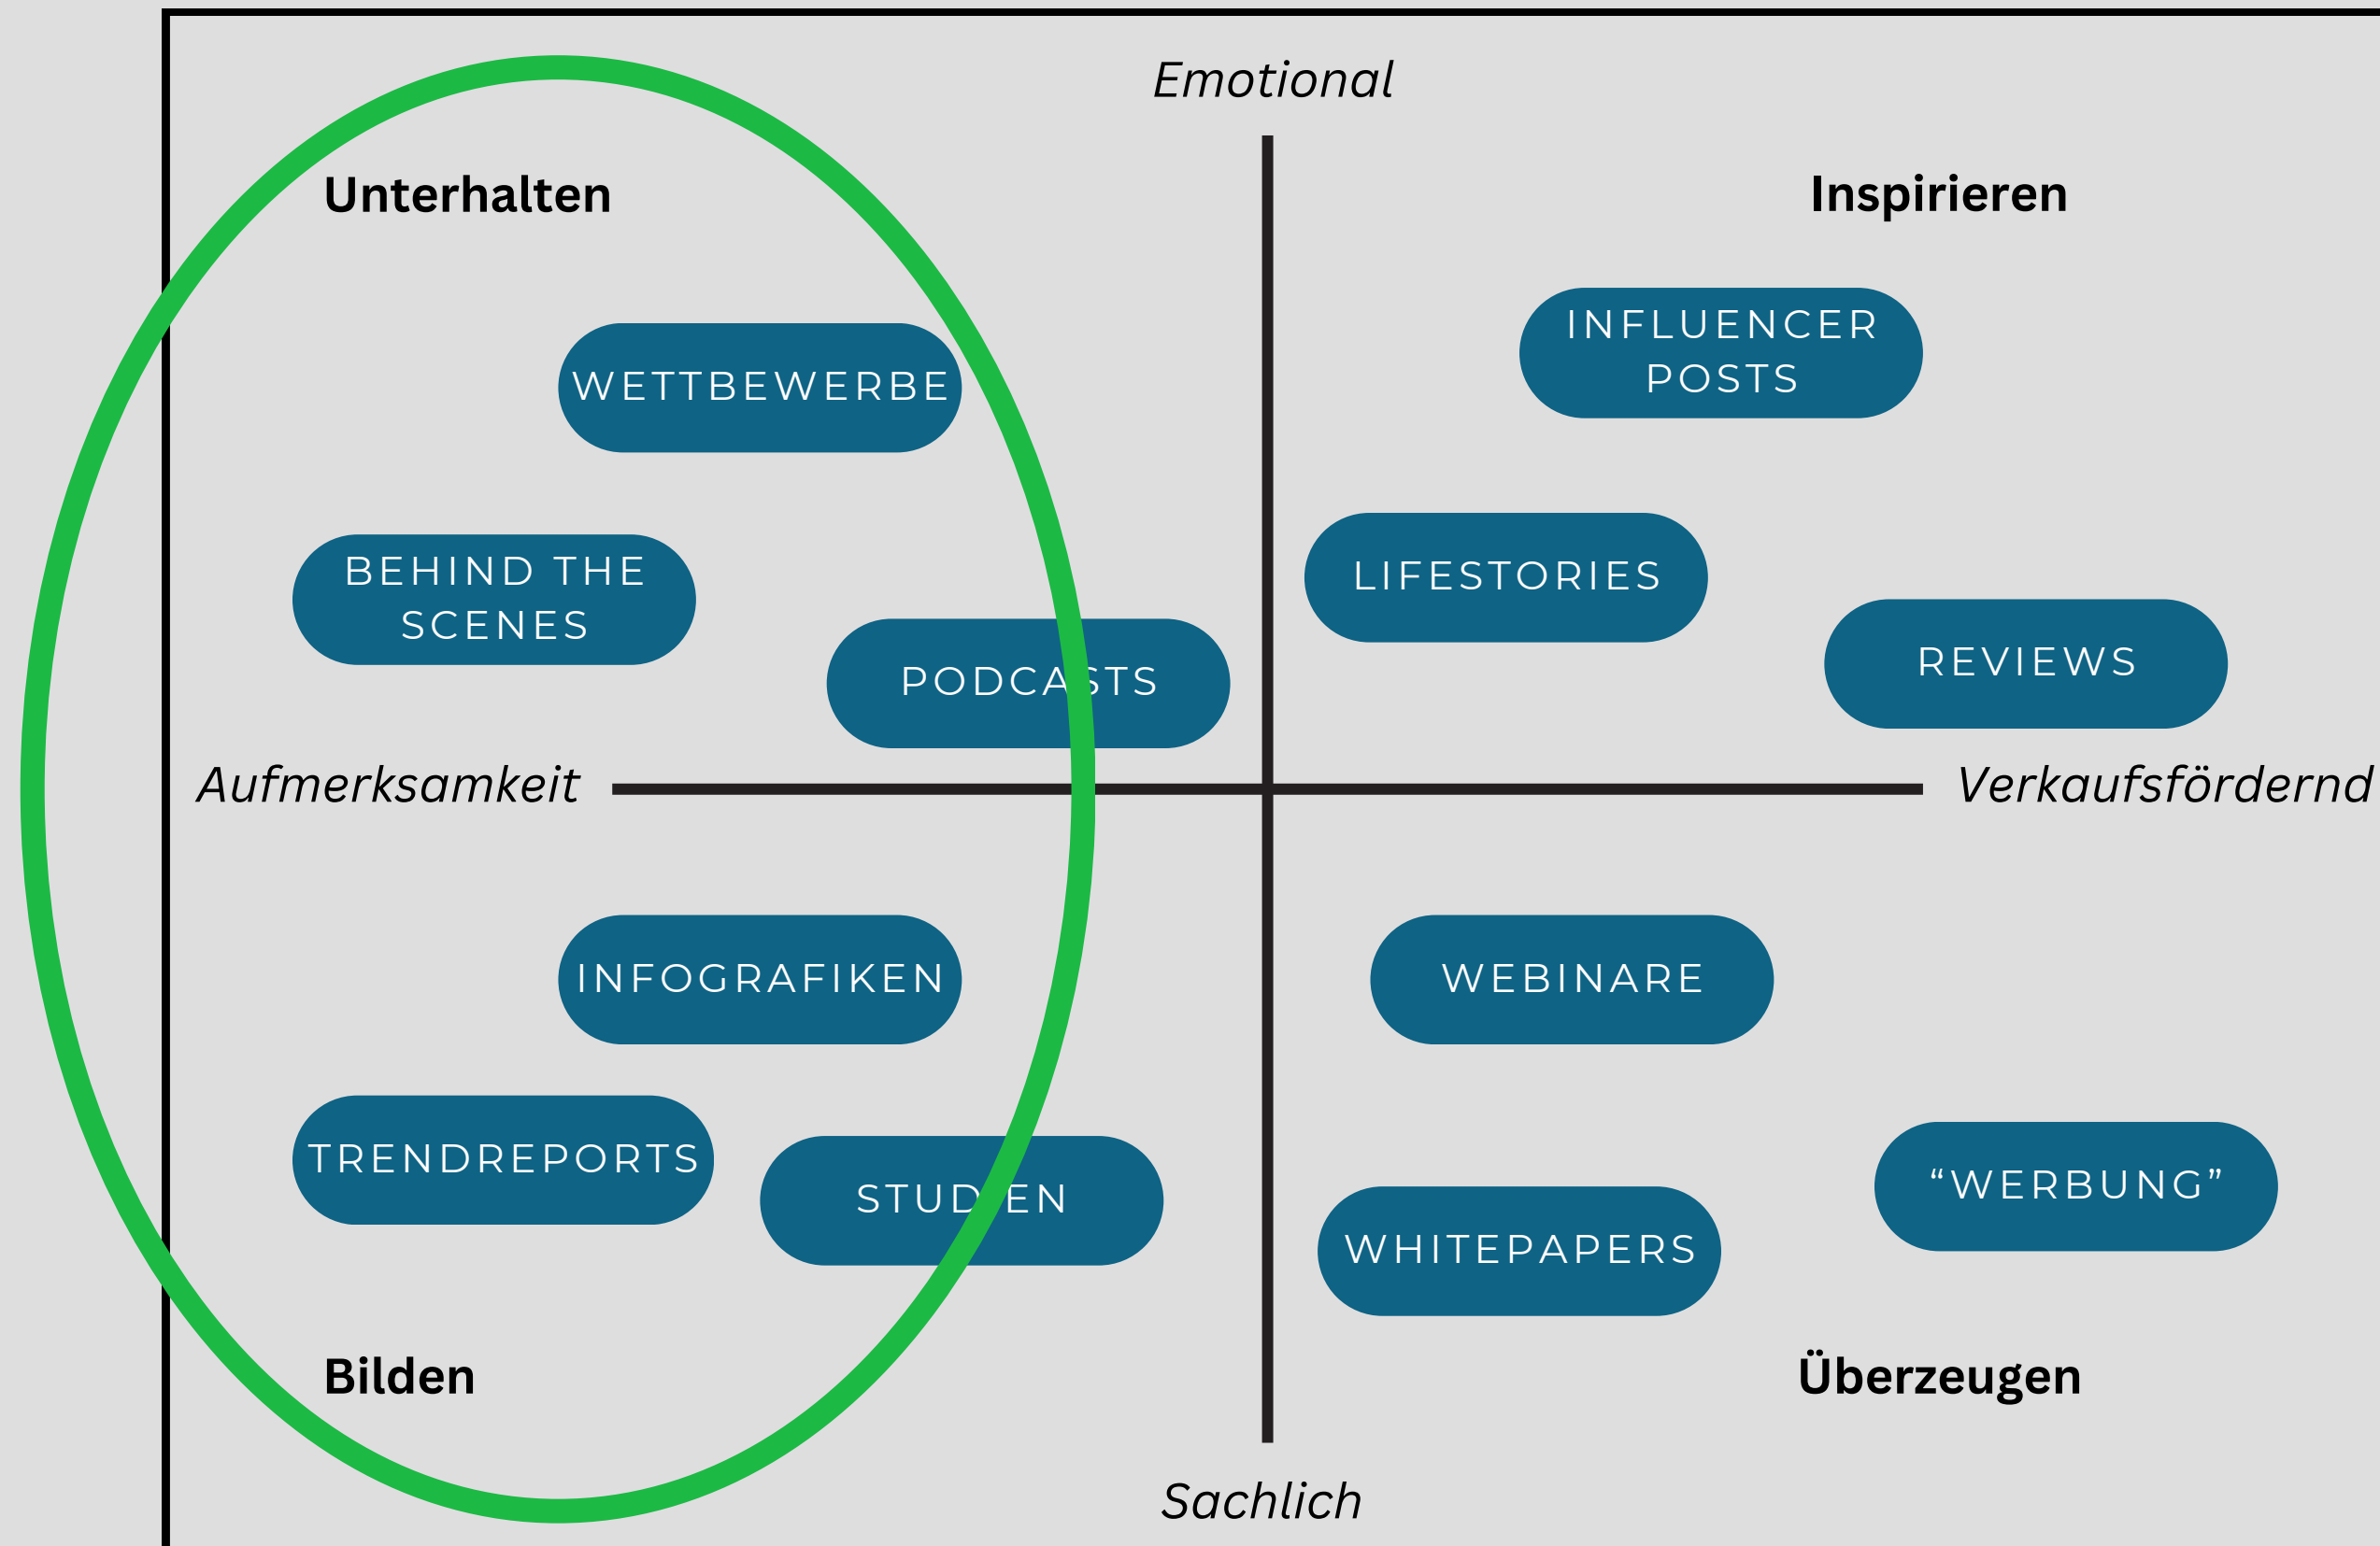 Emotional
Unterhalten
Inspirieren
INFLUENCER
POSTS
WETTBEWERBE
BEHIND THE
SCENES
LIFESTORIES
PODCASTS
REVIEWS
Aufmerksamkeit
Verkaufsfördernd
INFOGRAFIKEN
WEBINARE
TRENDREPORTS
STUDIEN
“WERBUNG”
WHITEPAPERS
Bilden
Überzeugen
Sachlich